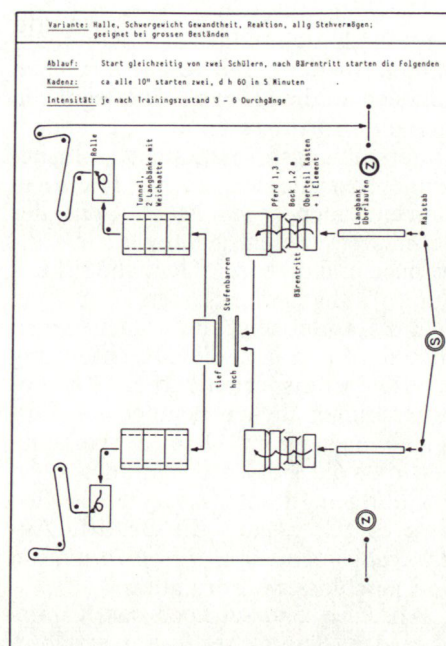 Variante: Halle, Schwergewicht Gewandtheit, Reaktion, allg Stehvermögen;
geeignet bei grossen Beständen
Ablauf: Start gleichzeitig von zwei Schülern, nach Bärentritt starten die Folgenden
Kadenz: ca alle 10" starten zwei, d h 60 in 5 Minuten
Intensität: je nach Trainingszustand 3 - 6 Durchgänge
Z
Rolle
Tunnel,
2 Langbänke mit
Weichmatte
Pferd 1,3 m
Bock 1,2 m
Oberteil Kasten
+ 1 Element
Bärentritt
Langbank
Überlaufen
Malstab
Stufenbarren
tief
hoch
S
Z